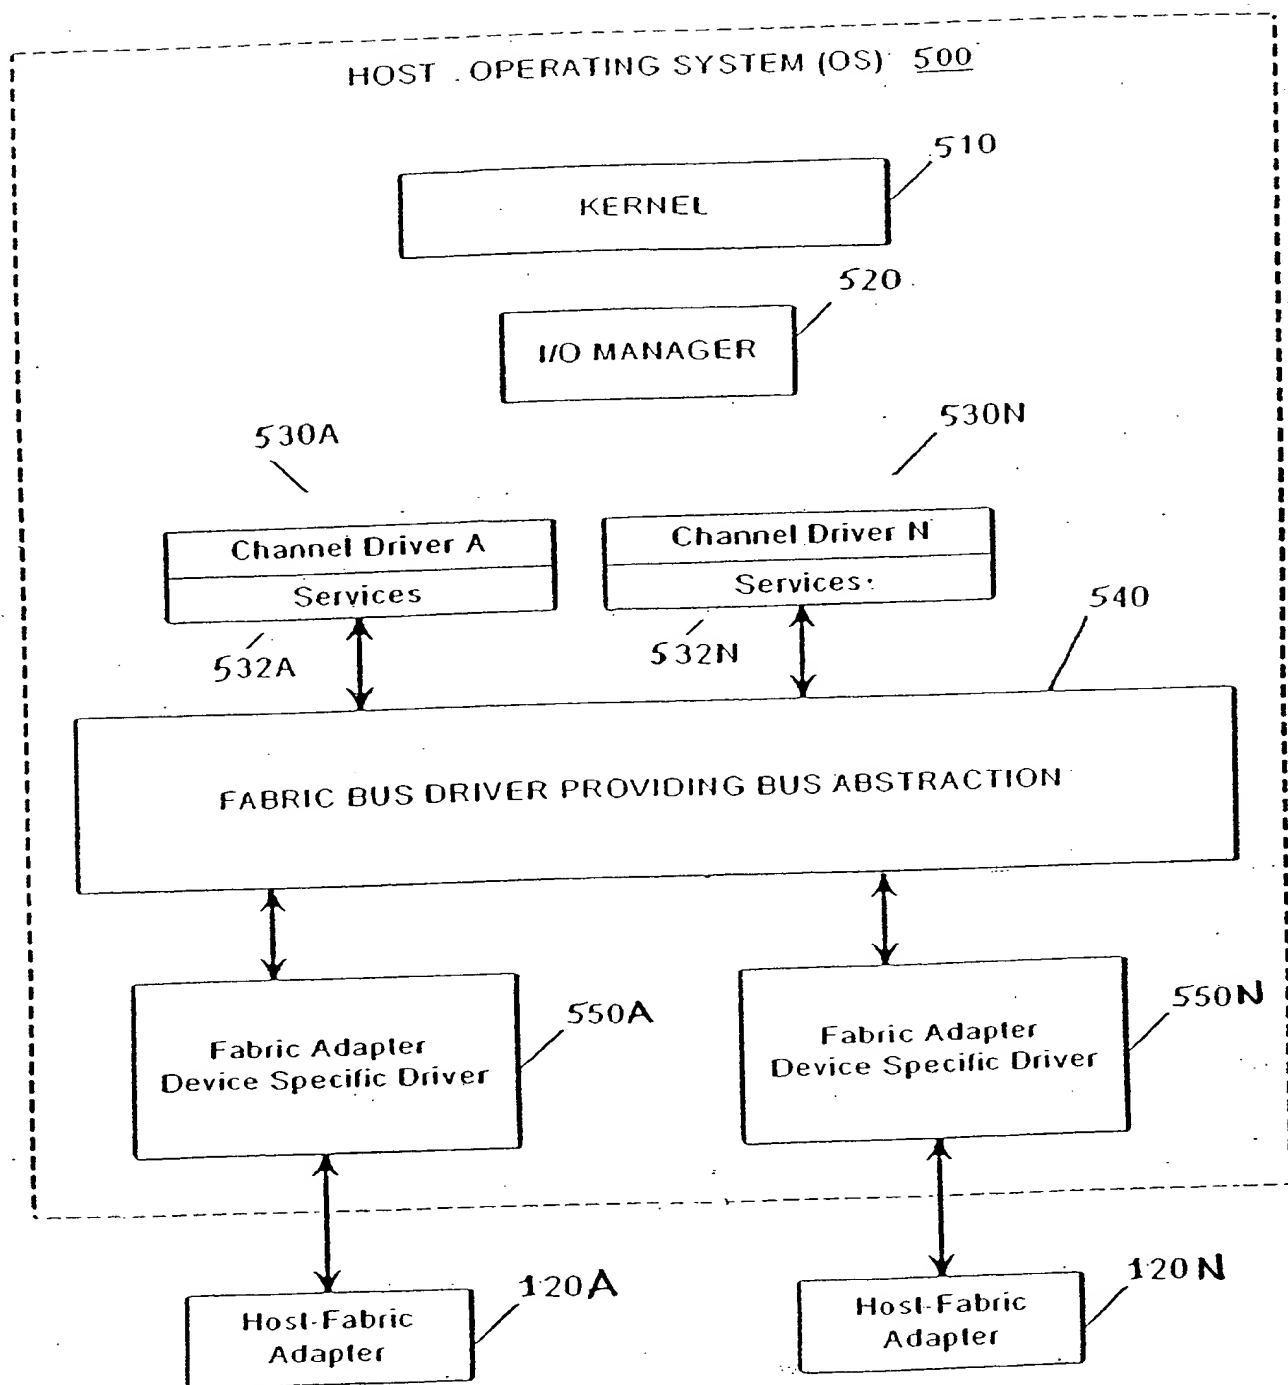 HOST OPERATING SYSTEM (OS) 500
510
KERNEL
520
I/O MANAGER
530A
530N
Channel Driver A
Services
Channel Driver N
Services
532A
532N
540
FABRIC BUS DRIVER PROVIDING BUS ABSTRACTION
550A
Fabric Adapter
Device Specific Driver
550N
Fabric Adapter
Device Specific Driver
120A
Host-Fabric
Adapter
120N
Host-Fabric
Adapter